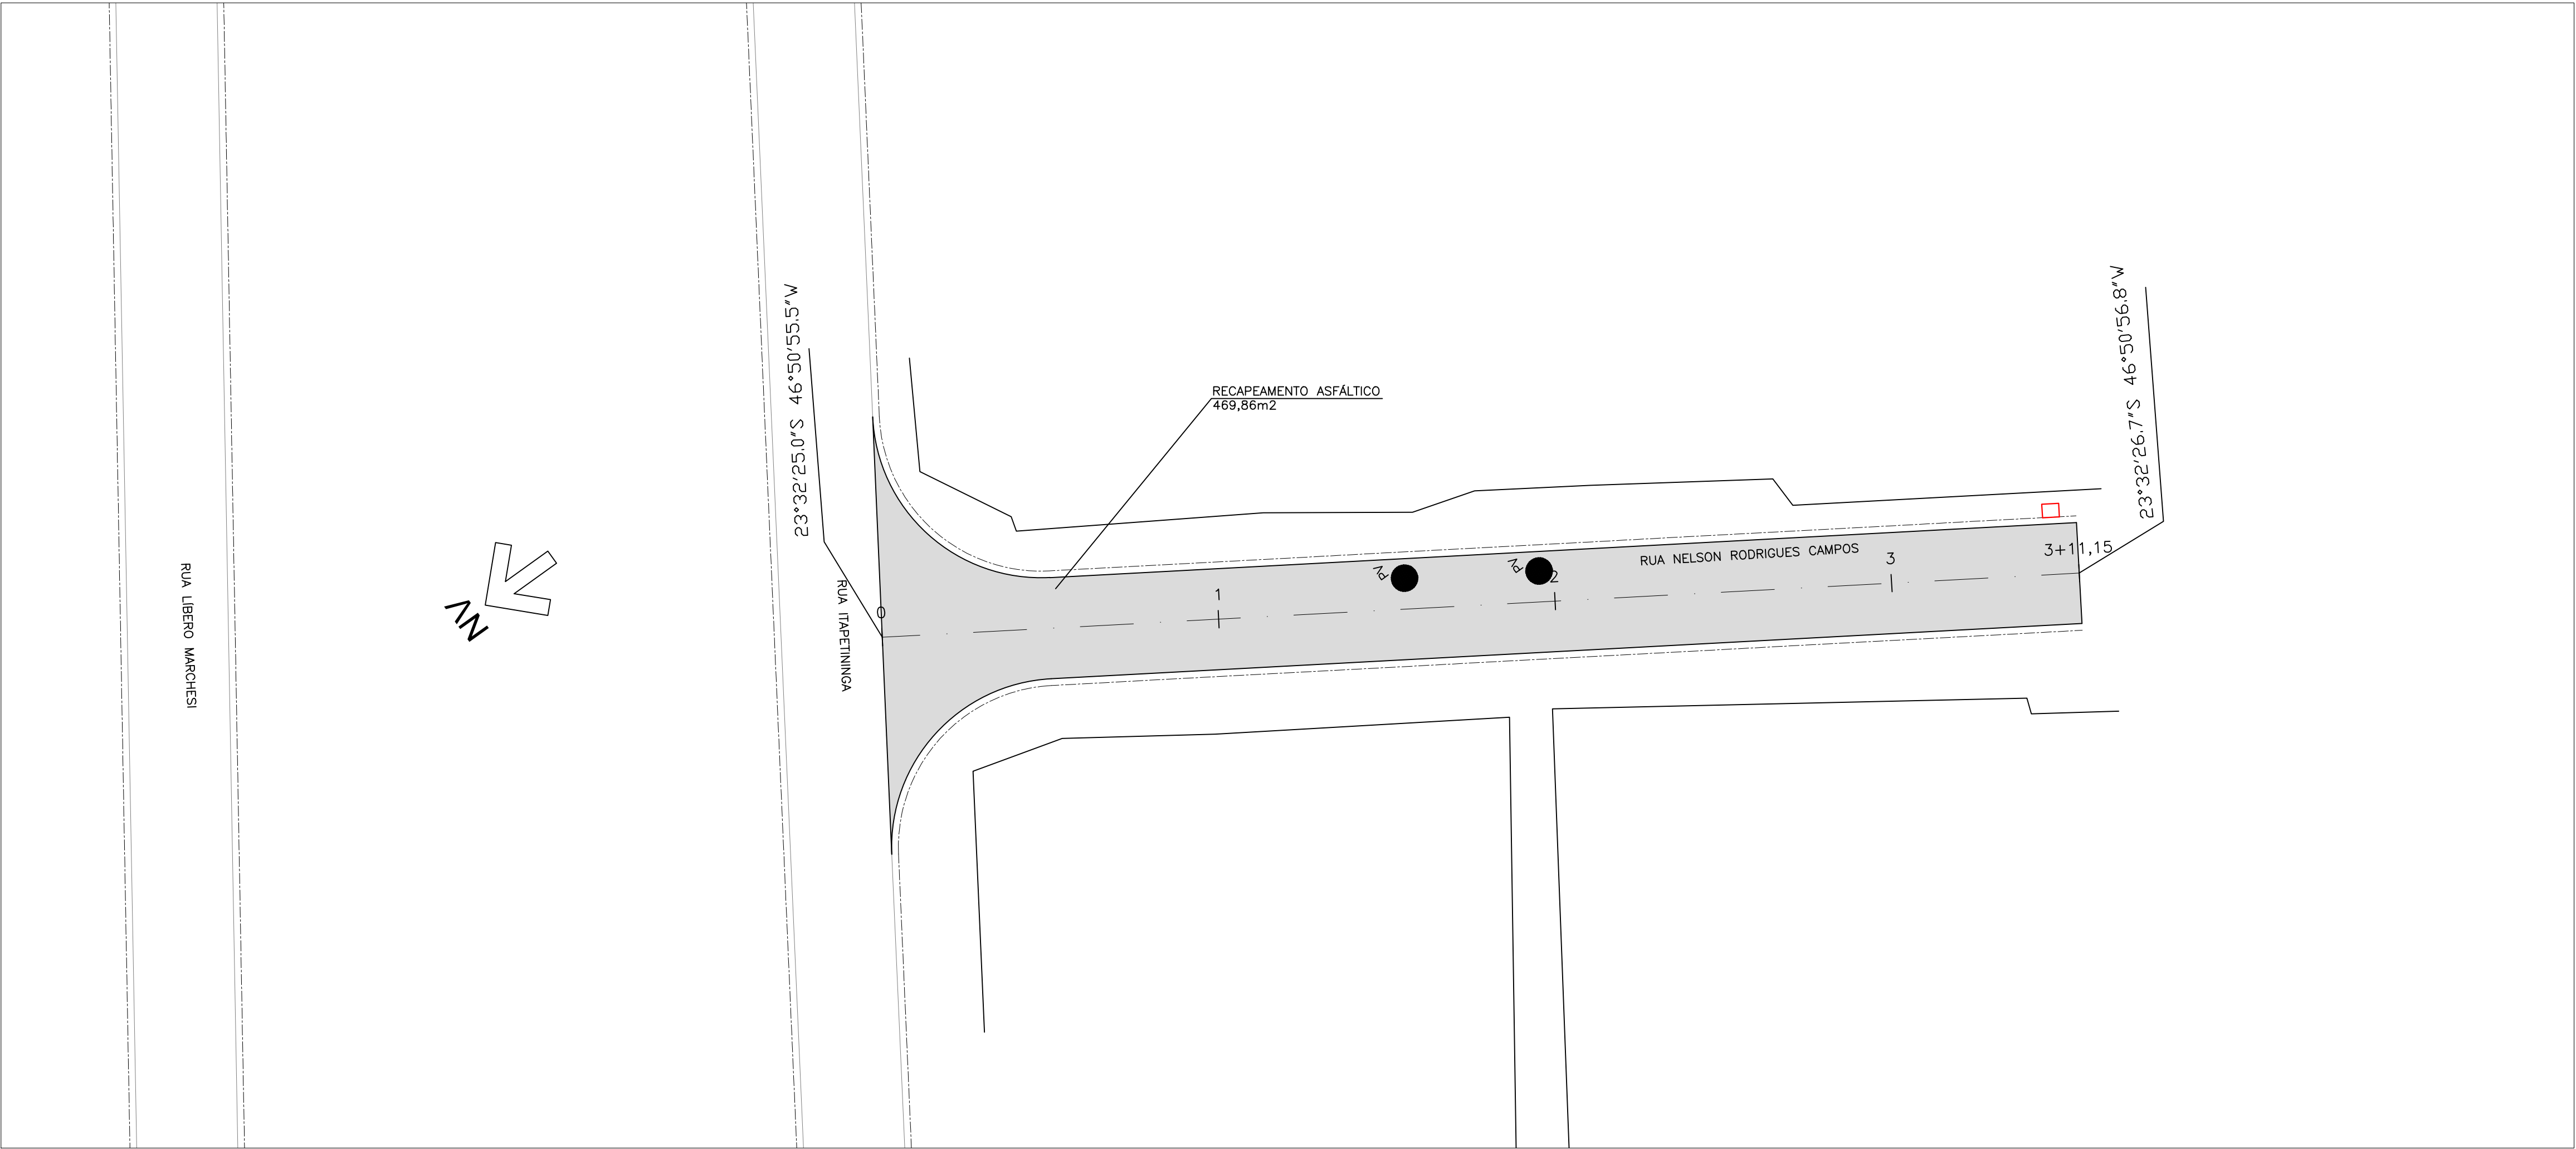 RUA LÍBERO MARCHESI
NV
23°32'25.0"S 46°50'55.5"W
RUA ITAPETININGA
0
RECAPEAMENTO ASFÁLTICO
469,86m2
1
PV
PV
2
RUA NELSON RODRIGUES CAMPOS
3
3+11,15
23°32'26.7"S 46°50'56.8"W